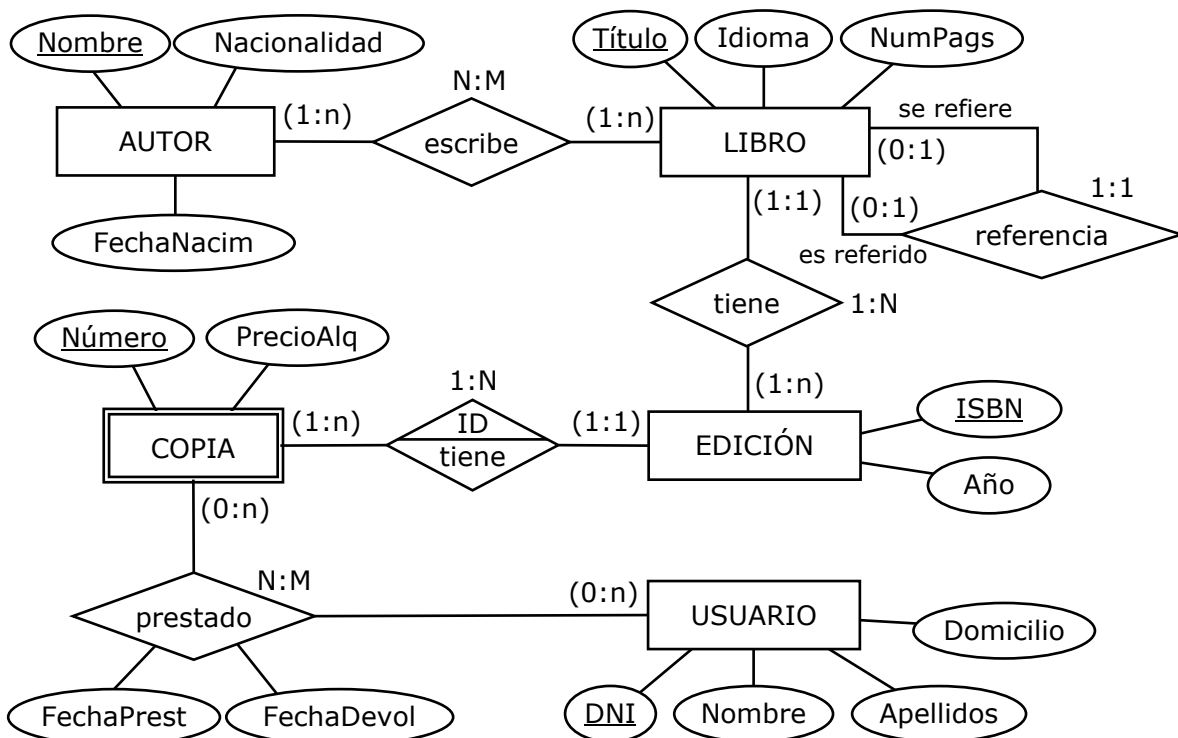 Nombre
Nacionalidad
Título
Idioma
NumPags
N:M
(1:n)
(1:n)
se refiere
AUTOR
escribe
LIBRO
(0:1)
1:1
(1:1)
(0:1)
FechaNacim
referencia
es referido
tiene
1:N
Número
PrecioAlq
1:N
(1:n)
ISBN
(1:n)
ID
(1:1)
COPIA
tiene
EDICIÓN
Año
(0:n)
N:M
(0:n)
prestado
USUARIO
Domicilio
FechaPrest
FechaDevol
DNI
Nombre
Apellidos